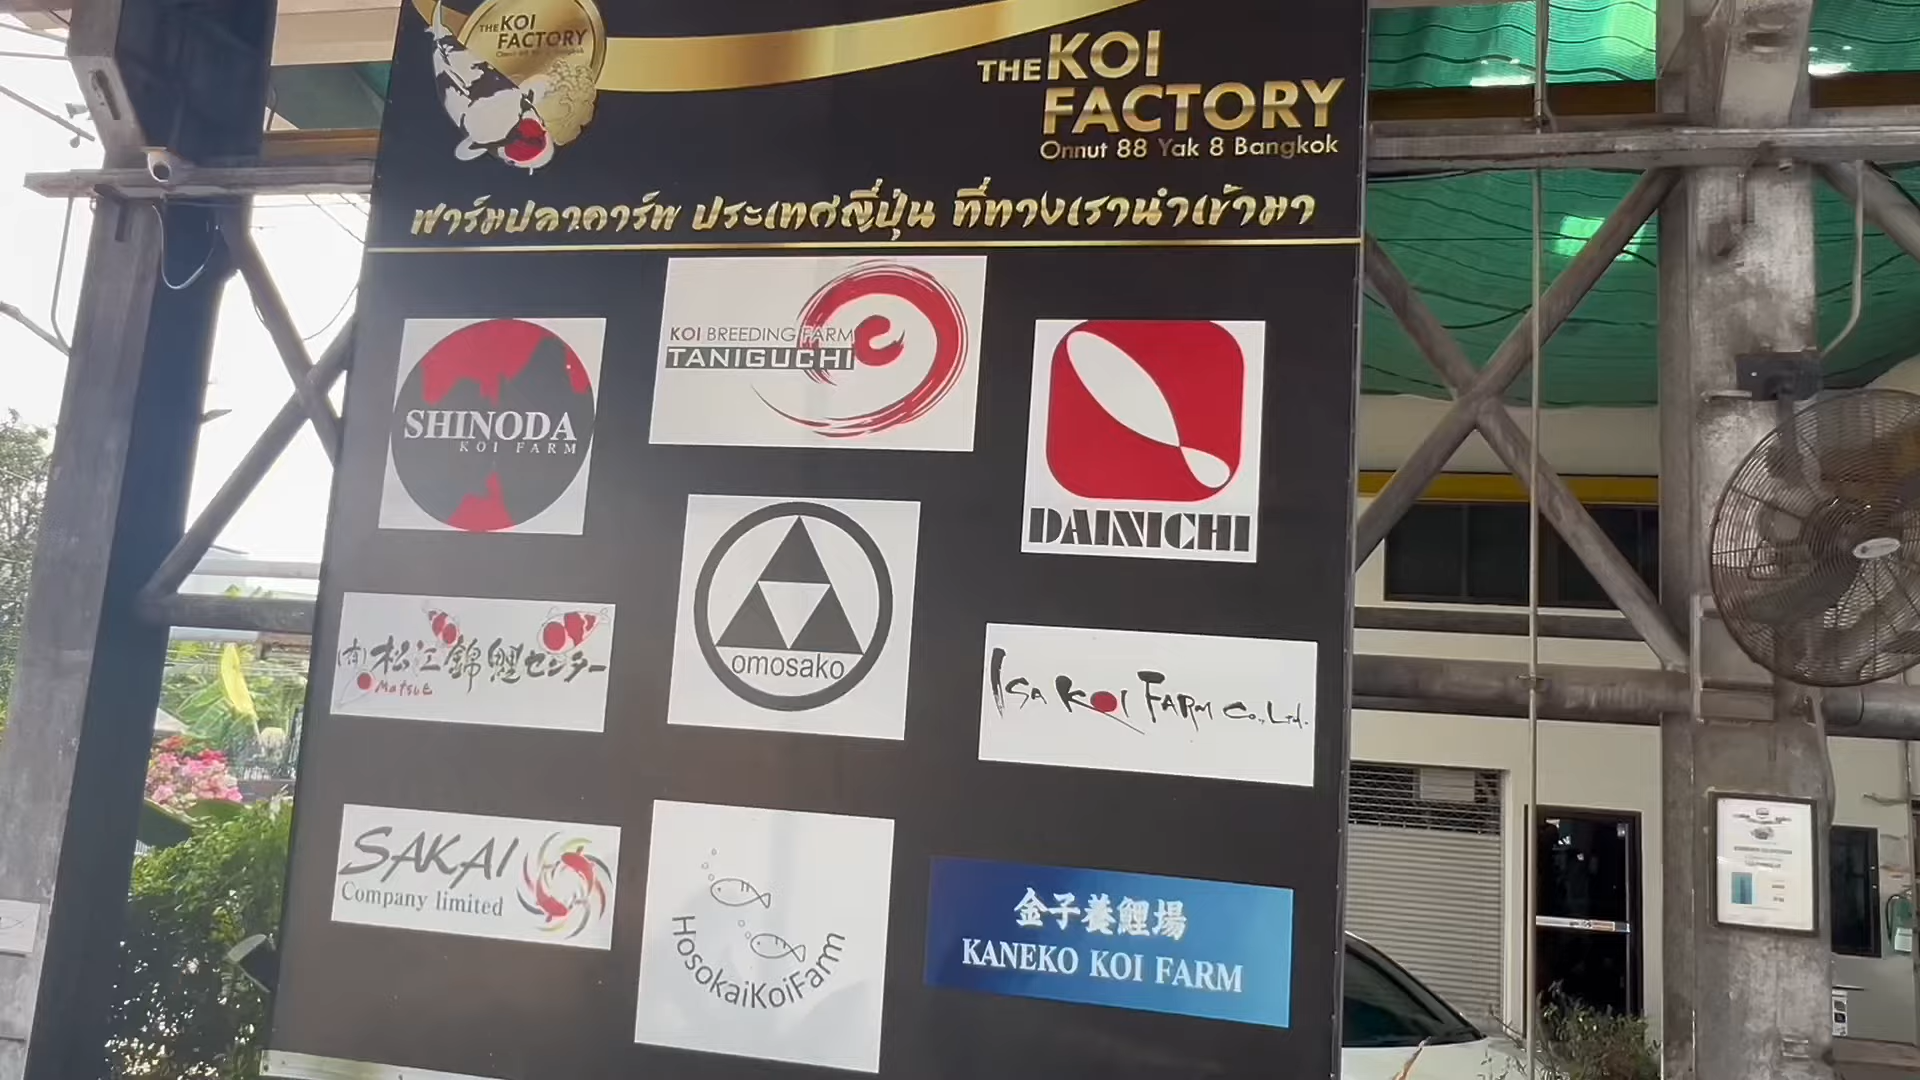 THE KOI
FACTORY
THE KOI
FACTORY
Onnut 88 Yak 8 Bangkok
ฟาร์มปลาคาร์พ ประเทศญี่ปุ่น ที่ทางเรานำเข้ามา
SHINODA
KOI FARM
KOI BREEDING FARM
TANIGUCHI
DAINICHI
(有)松江錦鯉センター
Matsue
omosako
ISA KOI FARM Co.,Ltd.
SAKAI
Company limited
HosokaiKoiFarm
金子養鯉場
KANEKO KOI FARM